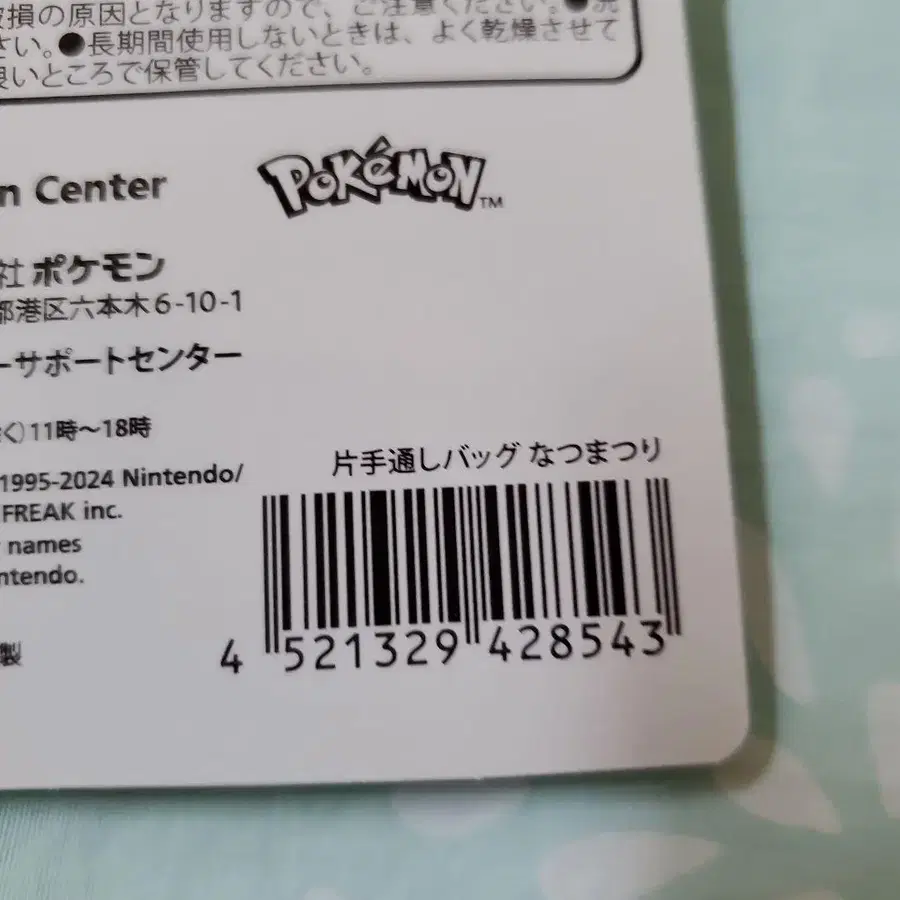 破損の原因となりますので、ご注意ください。●洗
さい。●長期間使用しないときは、よく乾燥させて
良いところで保管してください。
n Center
POKéMON™
社ポケモン
都港区六本木6-10-1
ーサポートセンター
く）11時〜18時
1995-2024 Nintendo/
FREAK inc.
names
ntendo.
製
片手通しバッグ なつまつり
4 521329 428543